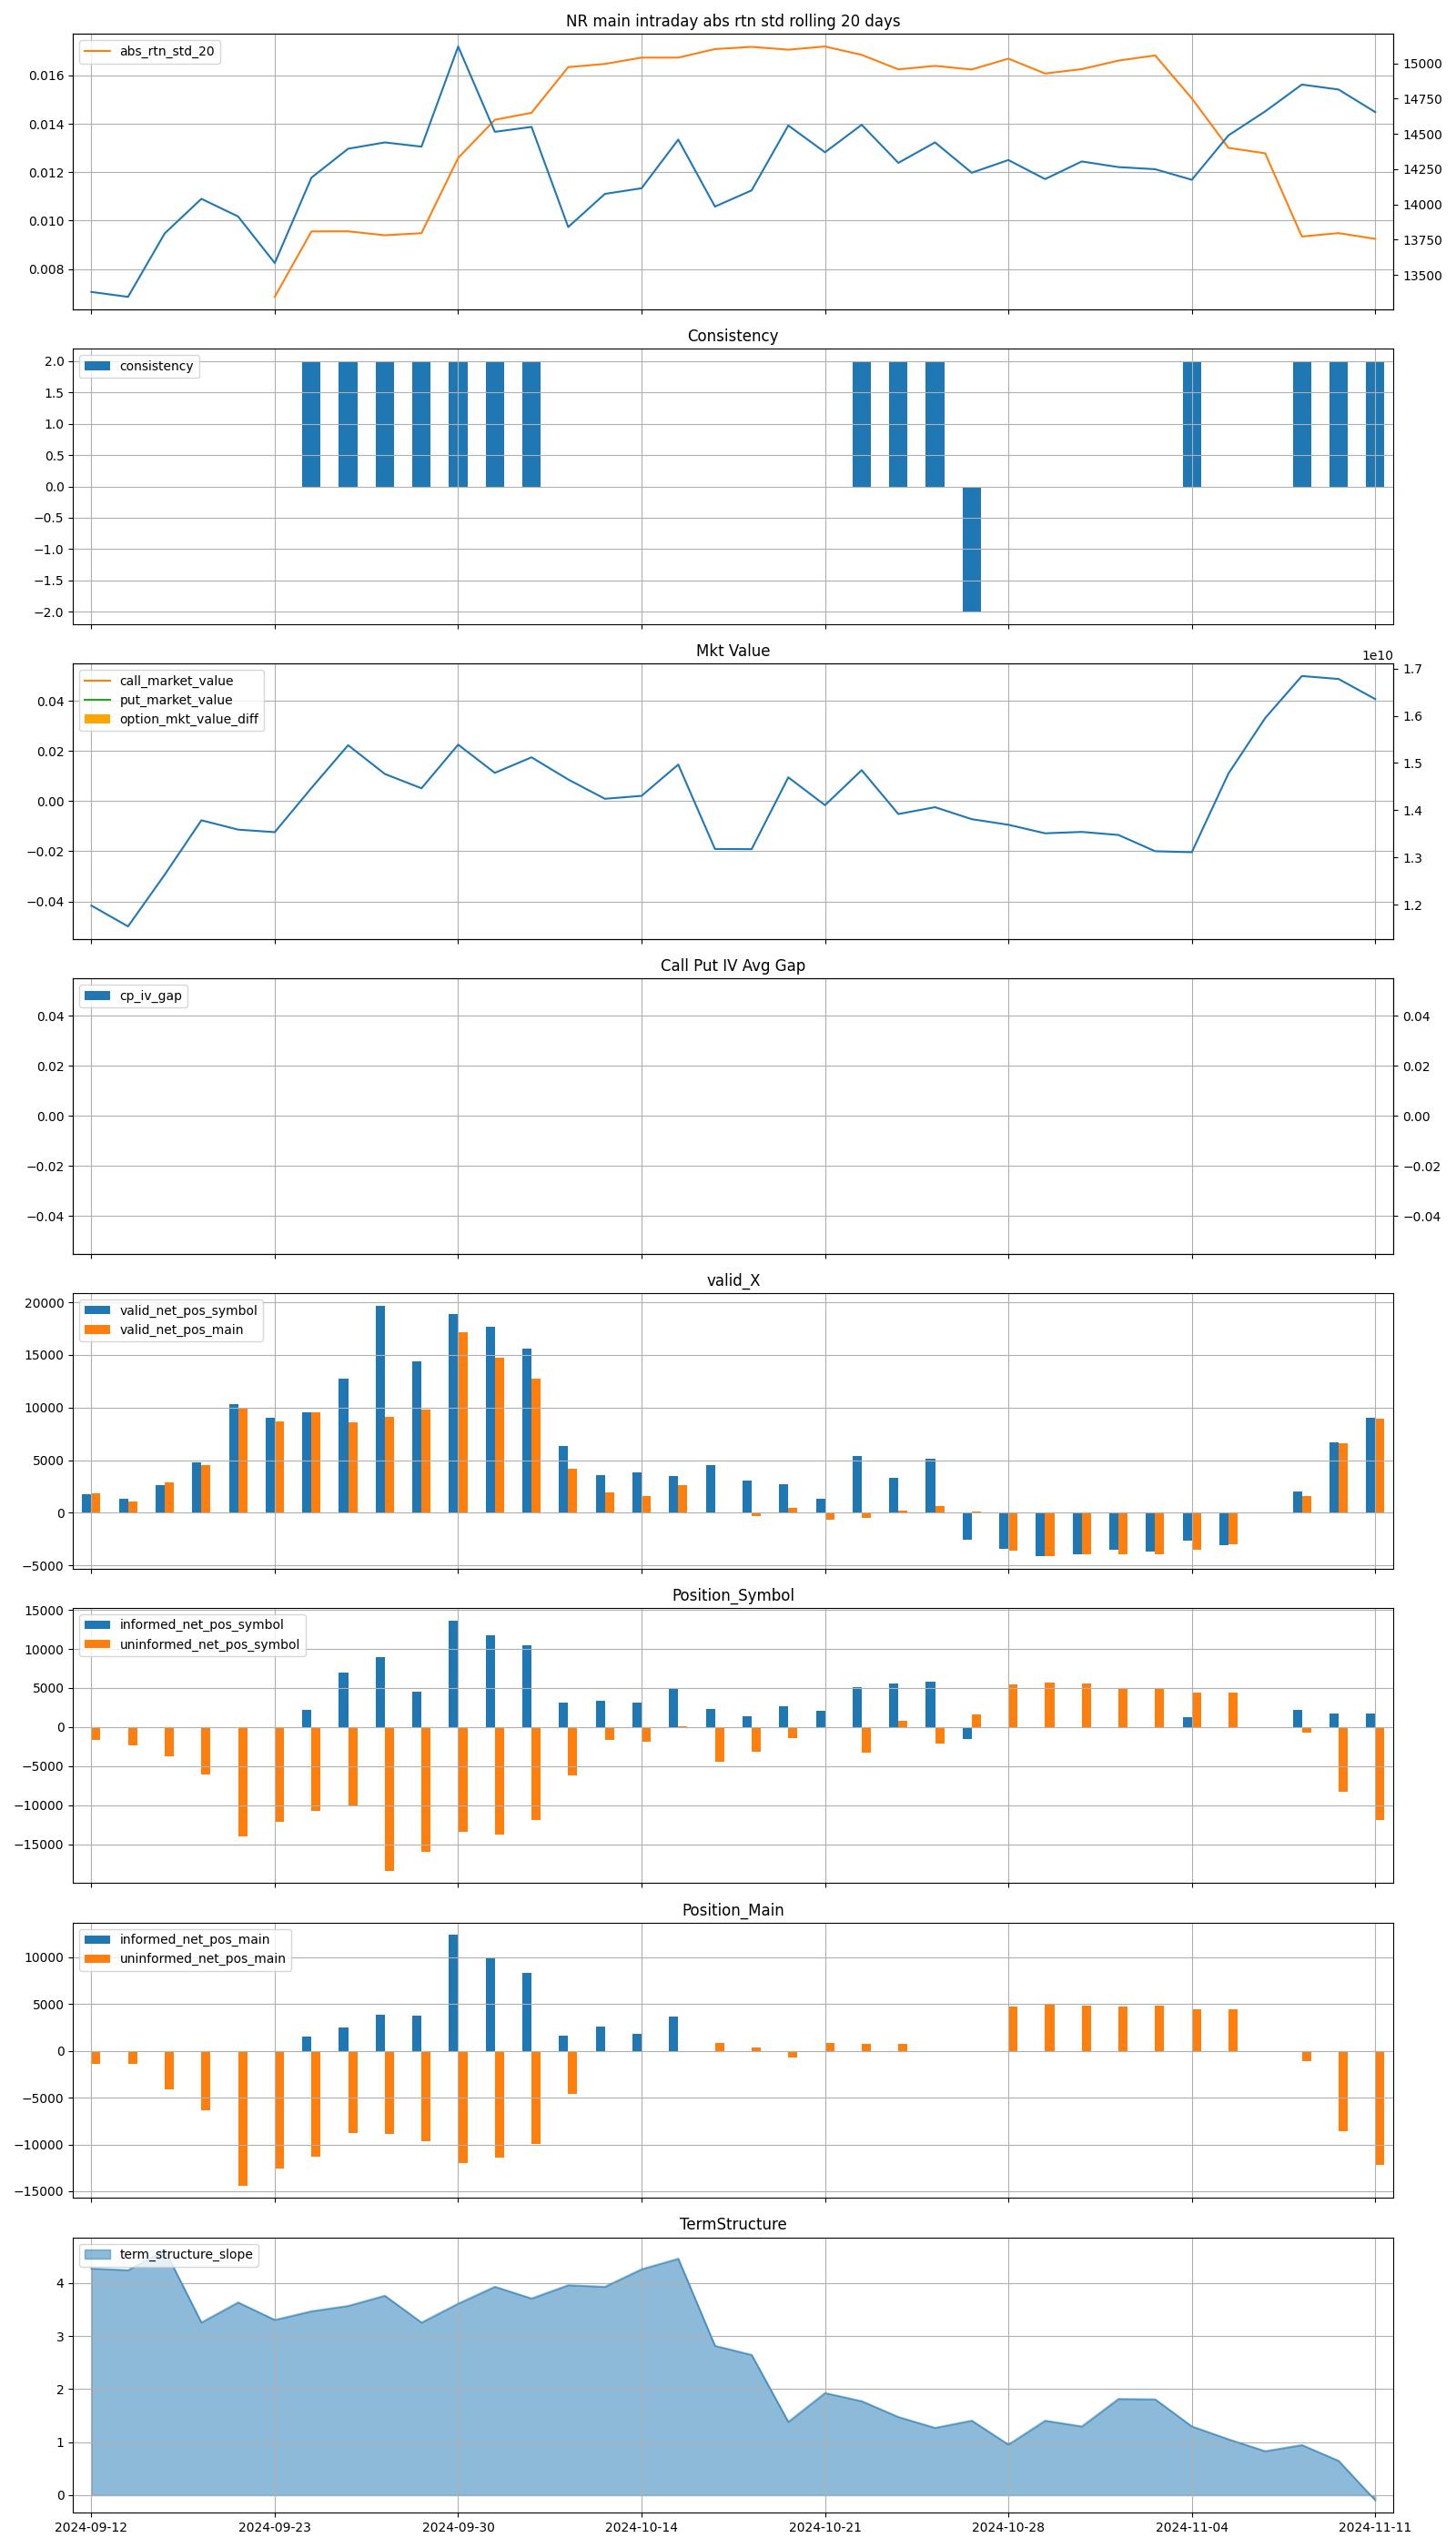 NR main intraday abs rtn std rolling 20 days
abs_rtn_std_20
0.016
0.014
0.012
0.010
0.008
15000
14750
14500
14250
14000
13750
13500
Consistency
consistency
2.0
1.5
1.0
0.5
0.0
−0.5
−1.0
−1.5
−2.0
Mkt Value
1e10
call_market_value
put_market_value
option_mkt_value_diff
0.04
0.02
0.00
−0.02
−0.04
1.7
1.6
1.5
1.4
1.3
1.2
Call Put IV Avg Gap
cp_iv_gap
0.04
0.02
0.00
−0.02
−0.04
0.04
0.02
0.00
−0.02
−0.04
valid_X
valid_net_pos_symbol
valid_net_pos_main
20000
15000
10000
5000
0
−5000
Position_Symbol
informed_net_pos_symbol
uninformed_net_pos_symbol
15000
10000
5000
0
−5000
−10000
−15000
Position_Main
informed_net_pos_main
uninformed_net_pos_main
10000
5000
0
−5000
−10000
−15000
TermStructure
term_structure_slope
4
3
2
1
0
2024-09-12 2024-09-23 2024-09-30 2024-10-14 2024-10-21 2024-10-28 2024-11-04 2024-11-11